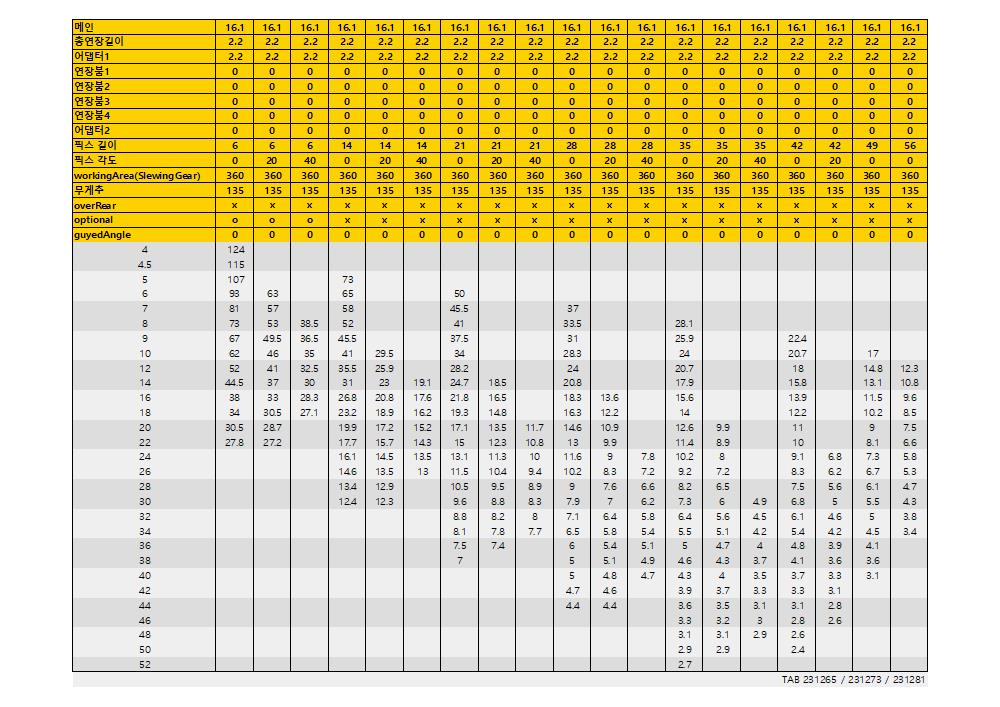 메인 16.1 16.1 16.1 16.1 16.1 16.1 16.1 16.1 16.1 16.1 16.1 16.1 16.1 16.1 16.1 16.1 16.1 16.1 16.1
총연장길이 2.2 2.2 2.2 2.2 2.2 2.2 2.2 2.2 2.2 2.2 2.2 2.2 2.2 2.2 2.2 2.2 2.2 2.2 2.2
어댑터1 2.2 2.2 2.2 2.2 2.2 2.2 2.2 2.2 2.2 2.2 2.2 2.2 2.2 2.2 2.2 2.2 2.2 2.2 2.2
연장붐1 0 0 0 0 0 0 0 0 0 0 0 0 0 0 0 0 0 0 0
연장붐2 0 0 0 0 0 0 0 0 0 0 0 0 0 0 0 0 0 0 0
연장붐3 0 0 0 0 0 0 0 0 0 0 0 0 0 0 0 0 0 0 0
연장붐4 0 0 0 0 0 0 0 0 0 0 0 0 0 0 0 0 0 0 0
어댑터2 0 0 0 0 0 0 0 0 0 0 0 0 0 0 0 0 0 0 0
픽스 길이 6 6 6 14 14 14 21 21 21 28 28 28 35 35 35 42 42 49 56
픽스 각도 0 20 40 0 20 40 0 20 40 0 20 40 0 20 40 0 20 0 0
workingArea(SlewingGear) 360 360 360 360 360 360 360 360 360 360 360 360 360 360 360 360 360 360 360
무게추 135 135 135 135 135 135 135 135 135 135 135 135 135 135 135 135 135 135 135
overRear x x x x x x x x x x x x x x x x x x x
optional o o o x x x x x x x x x x x x x x x x
guyedAngle 0 0 0 0 0 0 0 0 0 0 0 0 0 0 0 0 0 0 0
4 124
4.5 115
5 107 73
6 93 63 65 50
7 81 57 58 45.5 37
8 73 53 38.5 52 41 33.5 28.1
9 67 49.5 36.5 45.5 37.5 31 25.9 22.4
10 62 46 35 41 29.5 34 28.3 24 20.7 17
12 52 41 32.5 35.5 25.9 28.2 24 20.7 18 14.8 12.3
14 44.5 37 30 31 23 19.1 24.7 18.5 20.8 17.9 15.8 13.1 10.8
16 38 33 28.3 26.8 20.8 17.6 21.8 16.5 18.3 13.6 15.6 13.9 11.5 9.6
18 34 30.5 27.1 23.2 18.9 16.2 19.3 14.8 16.3 12.2 14 12.2 10.2 8.5
20 30.5 28.7 19.9 17.2 15.2 17.1 13.5 11.7 14.6 10.9 12.6 9.9 11 9 7.5
22 27.8 27.2 17.7 15.7 14.3 15 12.3 10.8 13 9.9 11.4 8.9 10 8.1 6.6
24 16.1 14.5 13.5 13.1 11.3 10 11.6 9 7.8 10.2 8 9.1 6.8 7.3 5.8
26 14.6 13.5 13 11.5 10.4 9.4 10.2 8.3 7.2 9.2 7.2 8.3 6.2 6.7 5.3
28 13.4 12.9 10.5 9.5 8.9 9 7.6 6.6 8.2 6.5 7.5 5.6 6.1 4.7
30 12.4 12.3 9.6 8.8 8.3 7.9 7 6.2 7.3 6 4.9 6.8 5 5.5 4.3
32 8.8 8.2 8 7.1 6.4 5.8 6.4 5.6 4.5 6.1 4.6 5 3.8
34 8.1 7.8 7.7 6.5 5.8 5.4 5.5 5.1 4.2 5.4 4.2 4.5 3.4
36 7.5 7.4 6 5.4 5.1 5 4.7 4 4.8 3.9 4.1
38 7 5 5.1 4.9 4.6 4.3 3.7 4.1 3.6 3.6
40 5 4.8 4.7 4.3 4 3.5 3.7 3.3 3.1
42 4.7 4.6 3.9 3.7 3.3 3.3 3.1
44 4.4 4.4 3.6 3.5 3.1 3.1 2.8
46 3.3 3.2 3 2.8 2.6
48 3.1 3.1 2.9 2.6
50 2.9 2.9 2.4
52 2.7
TAB 231265 / 231273 / 231281